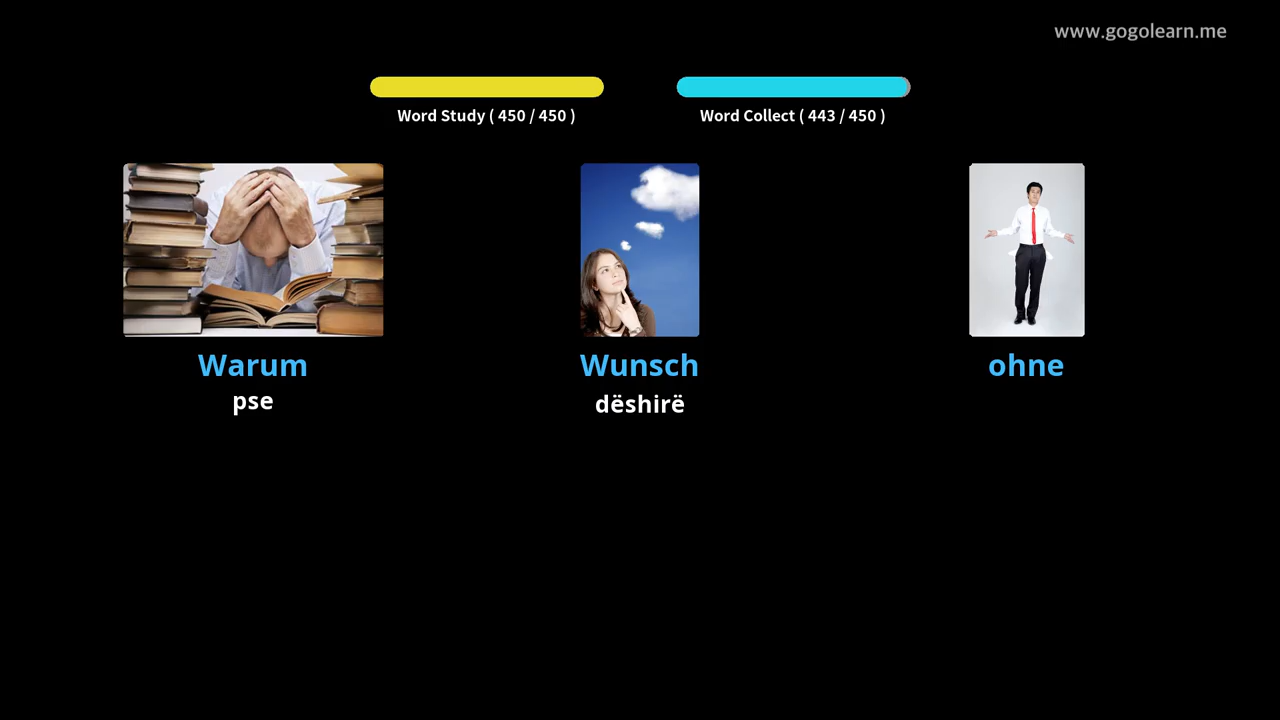 www.gogolearn.me
Word Study ( 450 / 450 )
Word Collect ( 443 / 450 )
Warum
pse
Wunsch
dëshirë
ohne